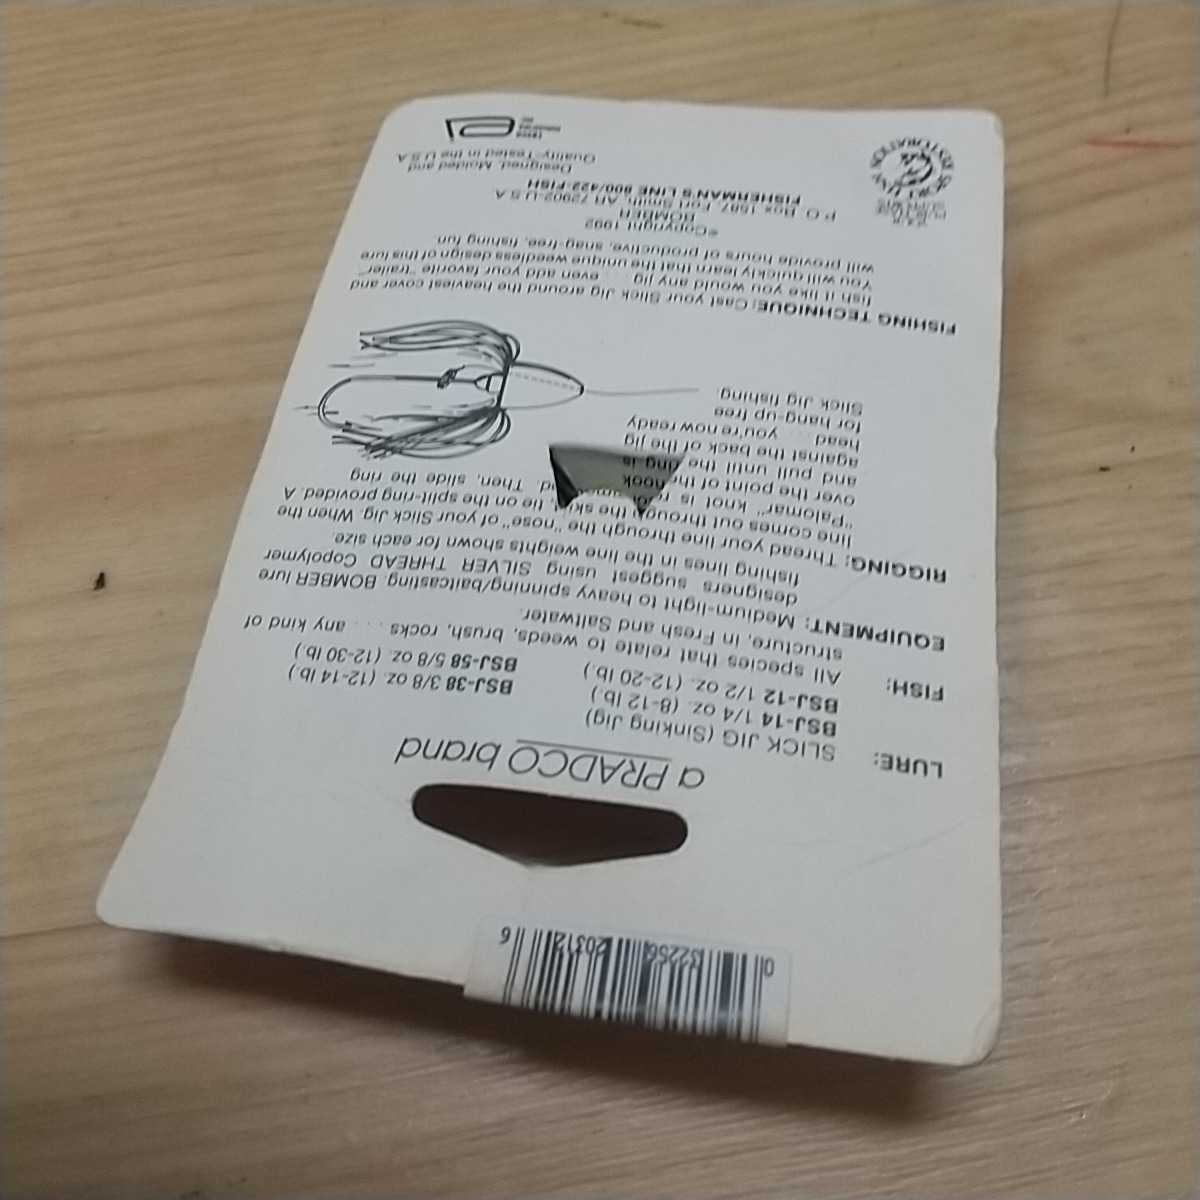 0 32256 20312 6
a PRADCO brand
LURE: SLICK JIG (Sinking Jig)
BSJ-14 1/4 oz. (8-12 lb.) BSJ-38 3/8 oz. (12-14 lb.)
BSJ-12 1/2 oz. (12-20 lb.) BSJ-58 5/8 oz. (12-30 lb.)
FISH: All species that relate to weeds, brush, rocks . . . any kind of
structure, in Fresh and Saltwater.
EQUIPMENT: Medium-light to heavy spinning/baitcasting. BOMBER lure
designers suggest using SILVER THREAD Copolymer
fishing lines in the line weights shown for each size.
RIGGING: Thread your line through the "nose" of your Slick Jig. When the
line comes out through the skirt, tie on the split-ring provided. A
"Palomar" knot is Then, slide the ring
over the point of the hook
and pull until the ring is
against the back of the jig
head . . . you're now ready
for hang-up free
Slick Jig fishing.
FISHING TECHNIQUE: Cast your Slick Jig around the heaviest cover and
fish it like you would any jig . . . even add your favorite "trailer"
You will quickly learn that the unique weedless design of this lure
will provide hours of productive, snag-free, fishing fun.
©Copyright 1992
BOMBER
P.O. Box 1587, Fort Smith, AR 72902-U.S.A
FISHERMAN'S LINE 800/422-FISH
Designed, Molded and
Quality-Tested in the U.S.A
SPORT FISH RESTORATION